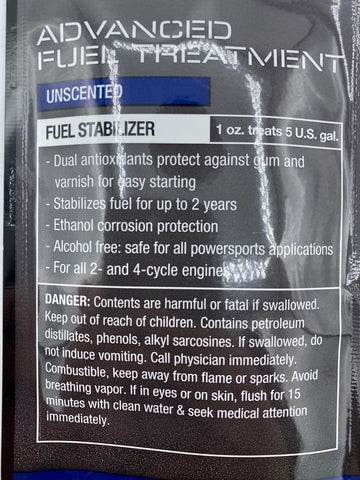 ADVANCED
FUEL TREATMENT
UNSCENTED
FUEL STABILIZER 1 oz. treats 5 U.S. gal.
- Dual antioxidants protect against gum and
varnish for easy starting
- Stabilizes fuel for up to 2 years
- Ethanol corrosion protection
- Alcohol free: safe for all powersports applications
- For all 2- and 4-cycle engines
DANGER: Contents are harmful or fatal if swallowed.
Keep out of reach of children. Contains petroleum
distillates, phenols, alkyl sarcosines. If swallowed, do
not induce vomiting. Call physician immediately.
Combustible, keep away from flame or sparks. Avoid
breathing vapor. If in eyes or on skin, flush for 15
minutes with clean water & seek medical attention
immediately.